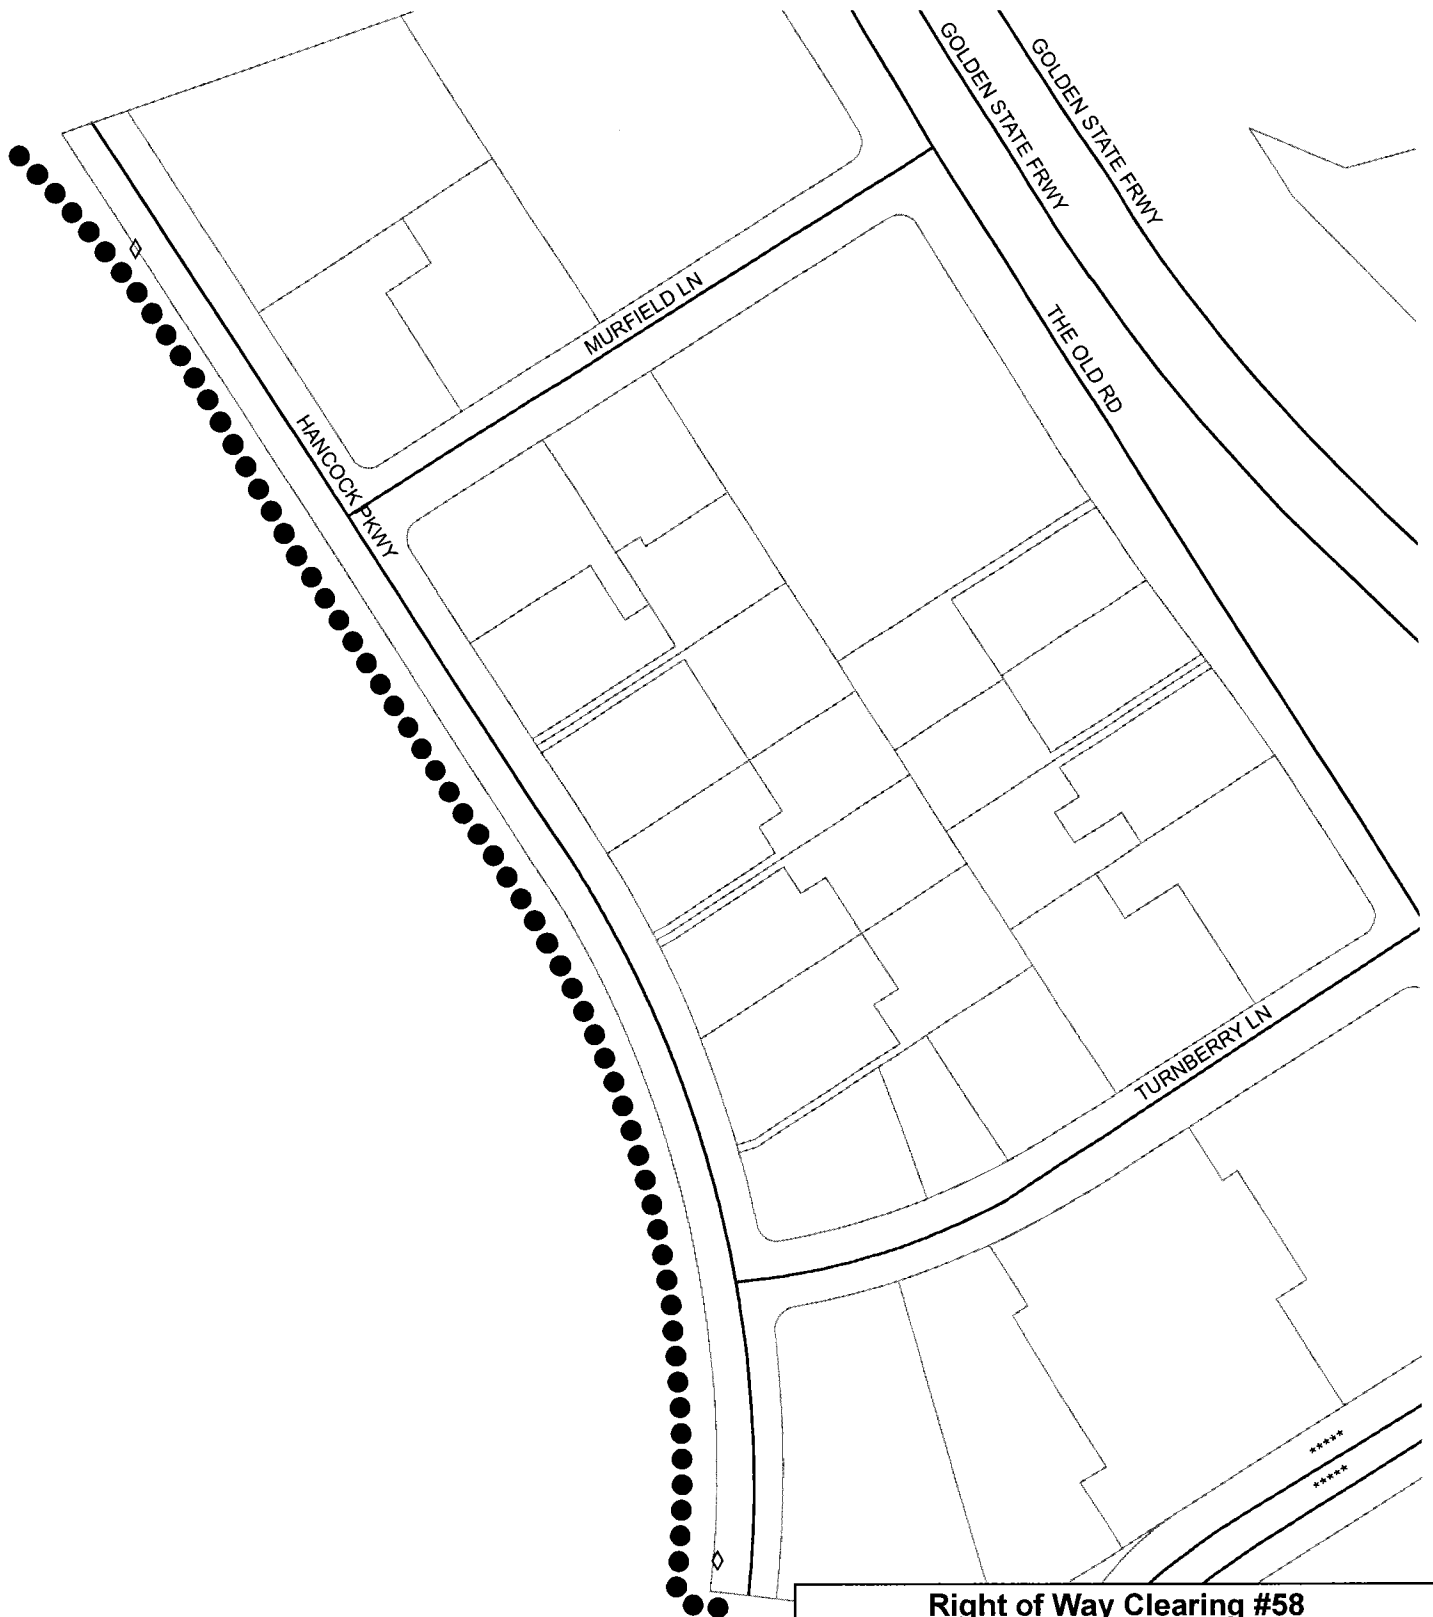 GOLDEN STATE FRWY
GOLDEN STATE FRWY
MURFIELD LN
THE OLD RD
HANCOCK PKWY
TURNBERRY LN
*****
*****
Right of Way Clearing #58